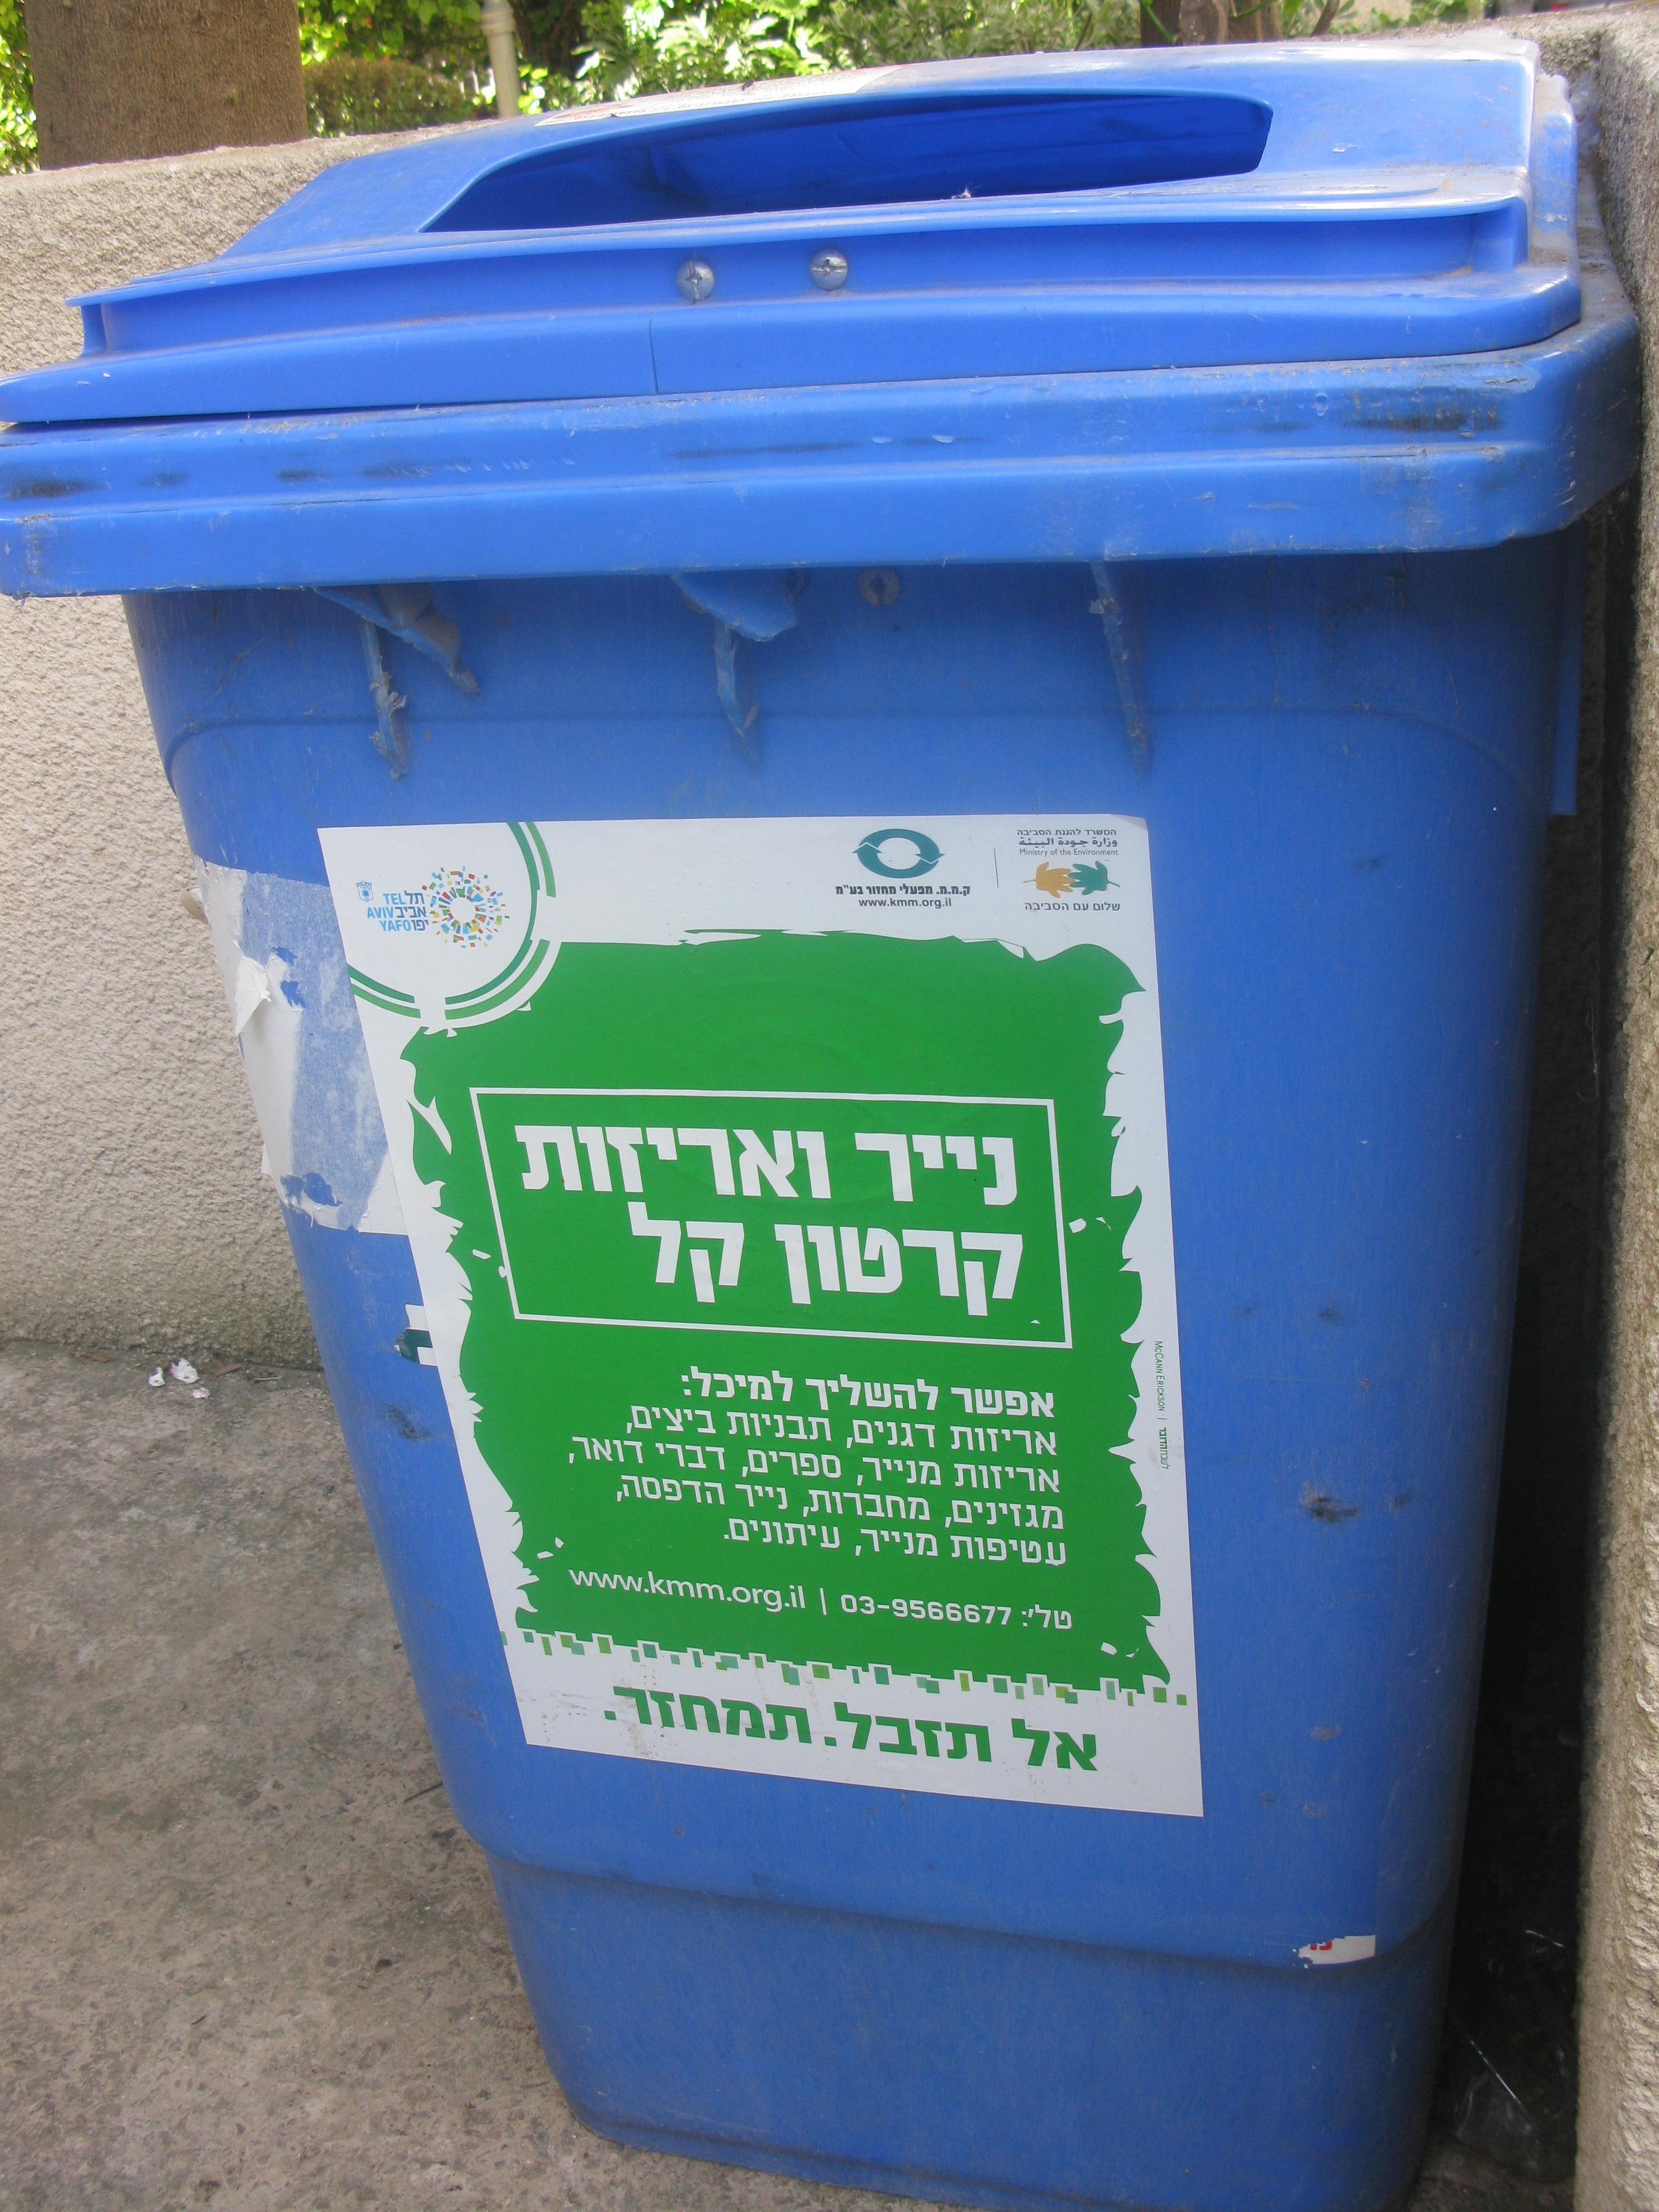 TEL תל
AVIV אביב
YAFO יפו
ק.מ.מ. מפעלי מחזור בע"מ
www.kmm.org.il
המשרד להגנת הסביבה
وزارة جودة البيئة
Ministry of the Environment
שלום עם הסביבה
נייר ואריזות
קרטון קל
אפשר להשליך למיכל:
אריזות דגנים, תבניות ביצים,
אריזות מנייר, ספרים, דברי דואר,
מגזינים, מחברות, נייר הדפסה,
עטיפות מנייר, עיתונים.
טל': 03-9566677 | www.kmm.org.il
אל תזבל. תמחזר.
McCann Erickson |